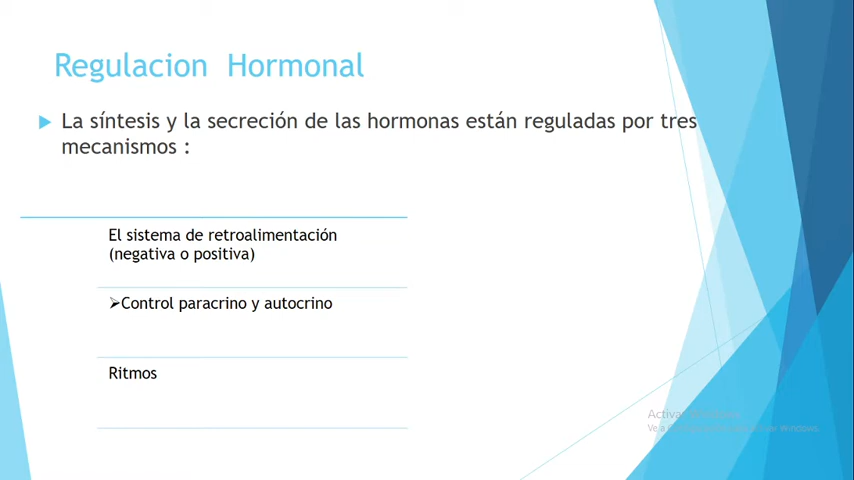 Regulacion Hormonal
La síntesis y la secreción de las hormonas están reguladas por tres
mecanismos :
El sistema de retroalimentación
(negativa o positiva)
➢Control paracrino y autocrino
Ritmos
Activar
Ve a Windows.